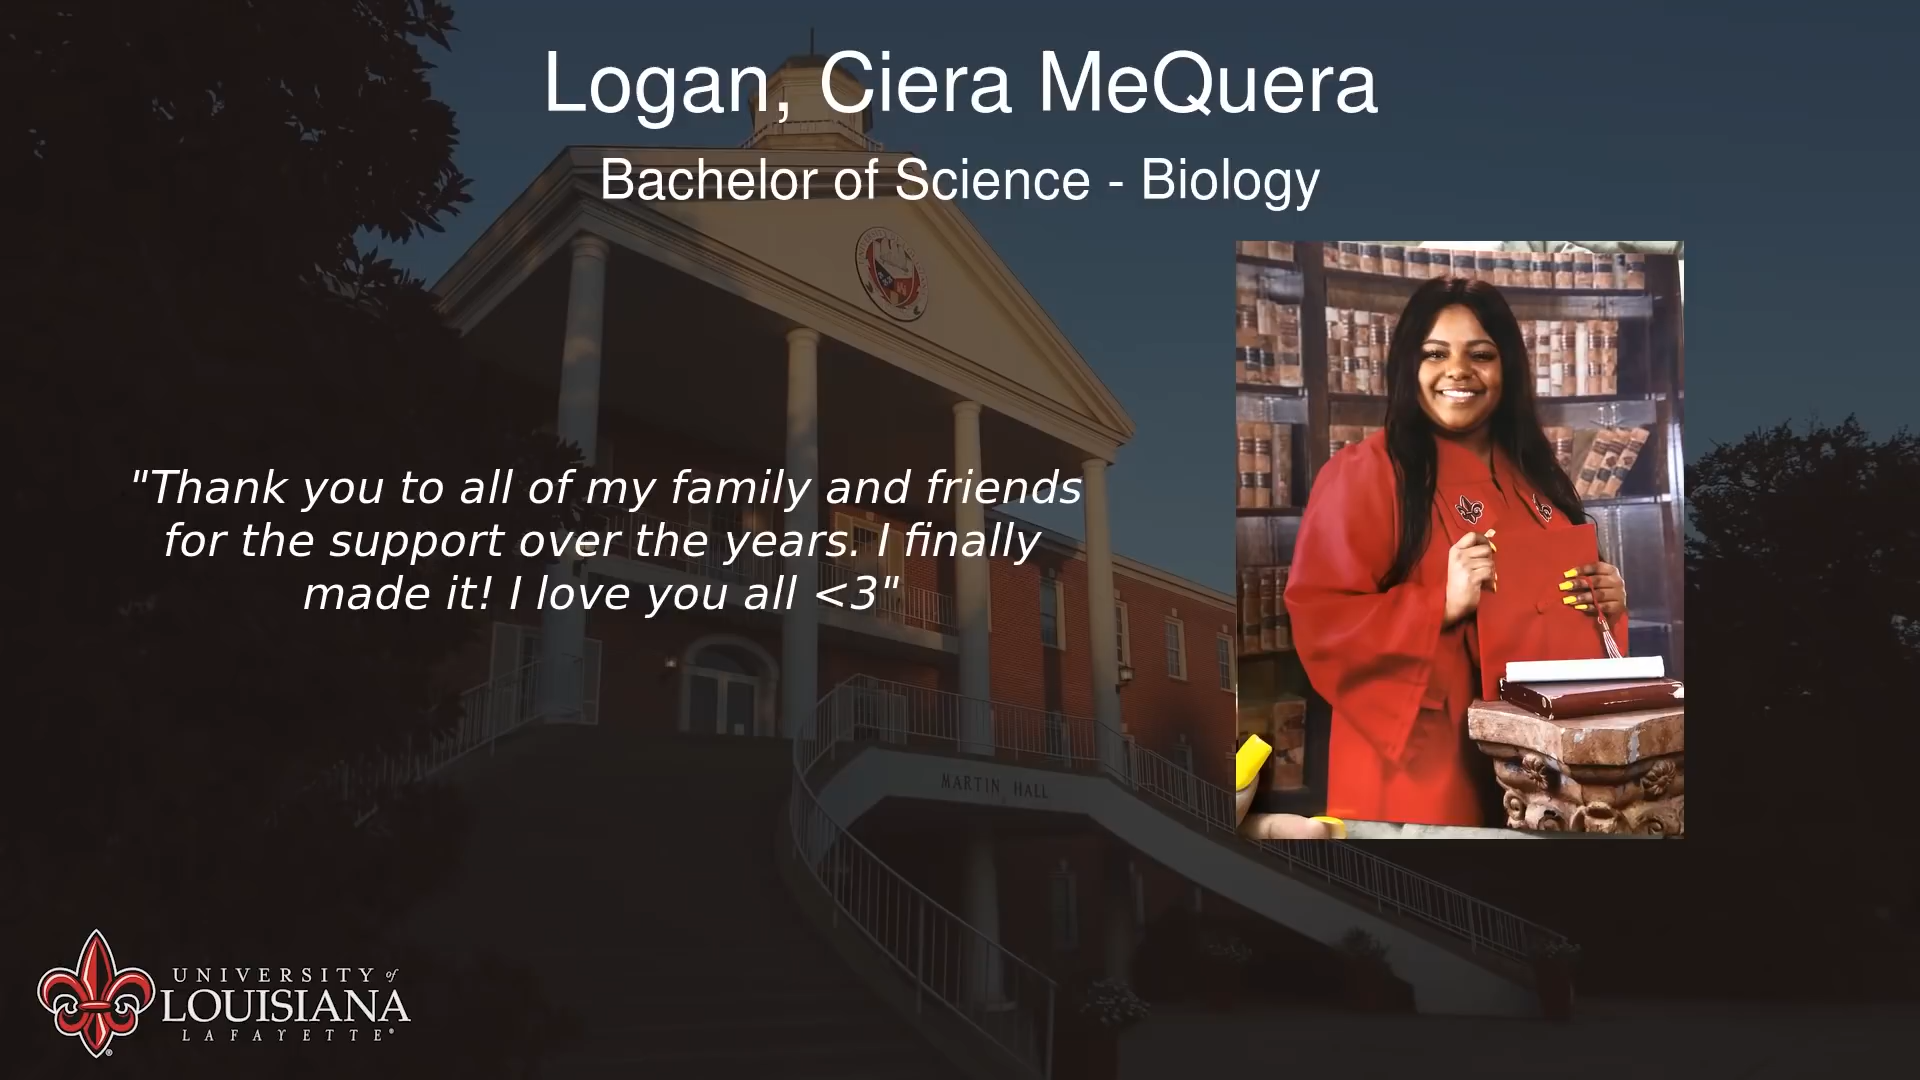 Logan, Ciera MeQuera
Bachelor of Science - Biology
"Thank you to all of my family and friends
for the support over the years. I finally
made it! I love you all <3"
MARTIN HALL
UNIVERSITY of
LOUISIANA
LAFAYETTE®